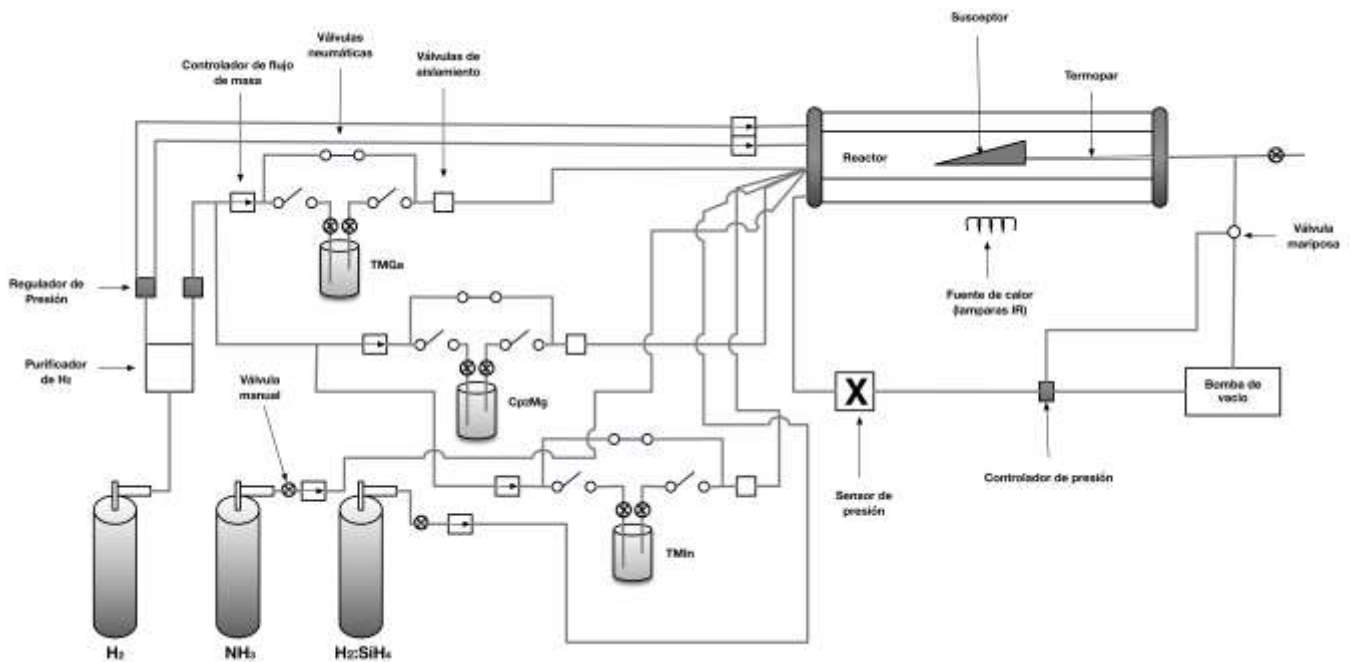 Susceptor
Válvulas
neumáticas
Controlador de flujo
de masa
Válvulas de
aislamiento
Termopar
Reactor
Válvula
mariposa
TMGa
Regulador de
Presión
Fuente de calor
(lamparas IR)
Purificador
de H₂
Válvula
manual
Cp₂Mg
X
Bomba de
vacío
Sensor de
presión
Controlador de presión
TMIn
H₂
NH₃
H₂:SiH₄